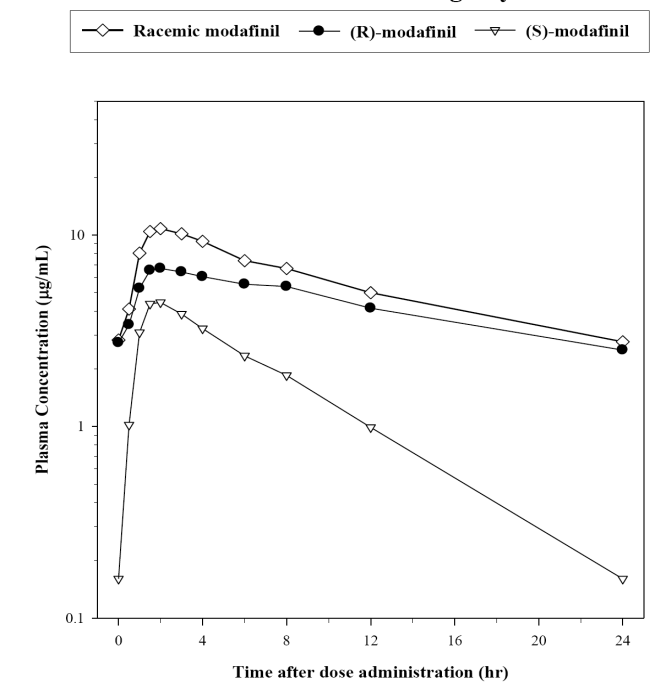 Racemic modafinil (R)-modafinil (S)-modafinil
10
1
0.1
Plasma Concentration (µg/mL)
0 4 8 12 16 20 24
Time after dose administration (hr)